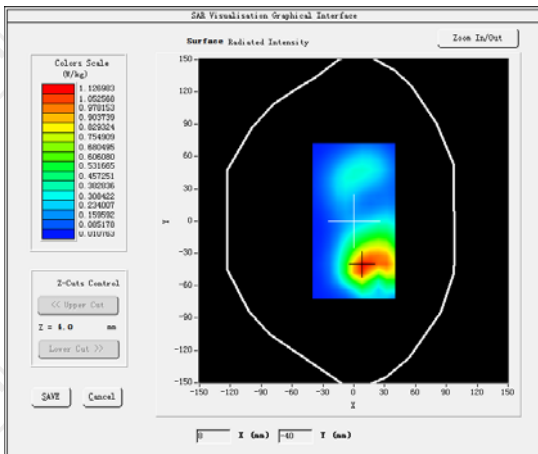 SAR Visualisation Graphical Interface
Surface Radiated Intensity
Zoom In/Out
Colors Scale
(W/kg)
1.126983
1.052568
0.978153
0.903739
0.829324
0.754909
0.680495
0.606080
0.531665
0.457251
0.382836
0.308422
0.234007
0.159592
0.085178
0.010763
Z-Cuts Control
<< Upper Cut
Z = 4.0 mm
Lower Cut >>
SAVE
Cancel
150
120
90
60
30
0
-30
-60
-90
-120
-150
Y
-150 -120 -90 -60 -30 0 30 60 90 120 150
X
8 X (mm) -40 Y (mm)